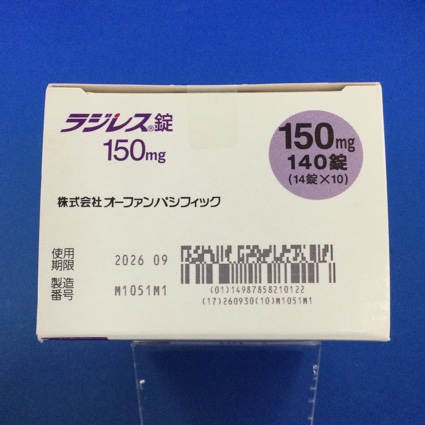 ラジレス®錠
150mg
150mg
140錠
(14錠×10)
株式会社オーファンパシフィック
使用期限 2026 09
製造番号 M1051M1
(01)14987858210122
(17)260930(10)M1051M1